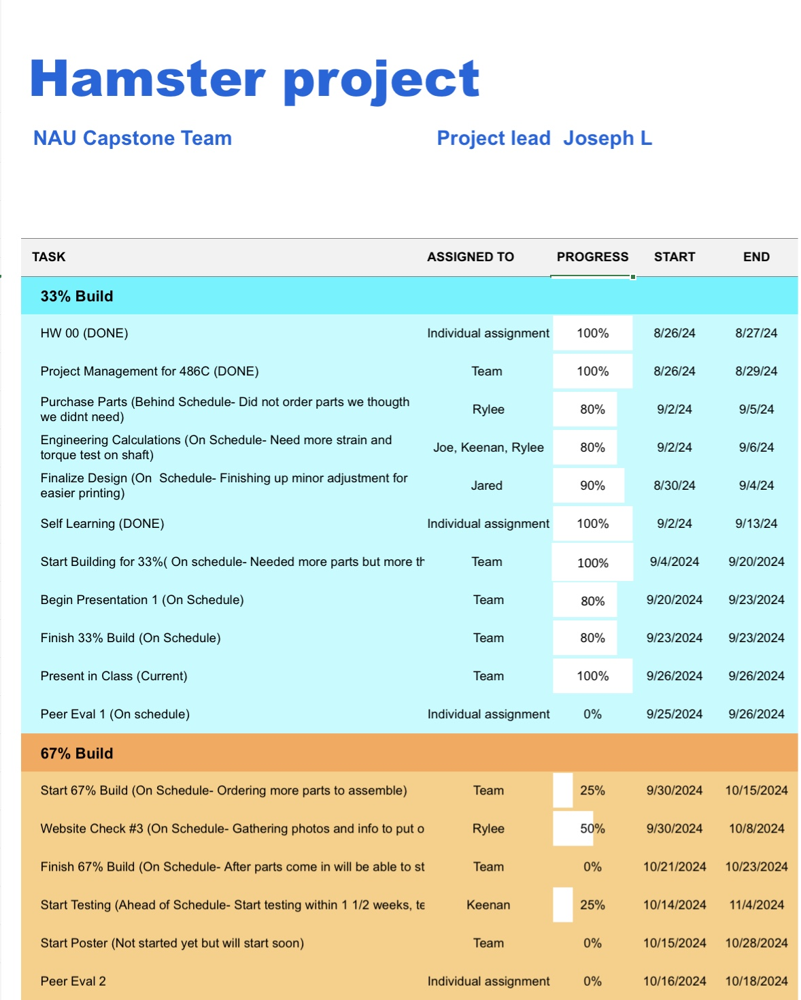 Hamster project
NAU Capstone Team Project lead Joseph L
TASK ASSIGNED TO PROGRESS START END
33% Build
HW 00 (DONE) Individual assignment 100% 8/26/24 8/27/24
Project Management for 486C (DONE) Team 100% 8/26/24 8/29/24
Purchase Parts (Behind Schedule- Did not order parts we thougth
we didnt need) Rylee 80% 9/2/24 9/5/24
Engineering Calculations (On Schedule- Need more strain and
torque test on shaft) Joe, Keenan, Rylee 80% 9/2/24 9/6/24
Finalize Design (On  Schedule- Finishing up minor adjustment for
easier printing) Jared 90% 8/30/24 9/4/24
Self Learning (DONE) Individual assignment 100% 9/2/24 9/13/24
Start Building for 33%( On schedule- Needed more parts but more th Team 100% 9/4/2024 9/20/2024
Begin Presentation 1 (On Schedule) Team 80% 9/20/2024 9/23/2024
Finish 33% Build (On Schedule) Team 80% 9/23/2024 9/23/2024
Present in Class (Current) Team 100% 9/26/2024 9/26/2024
Peer Eval 1 (On schedule) Individual assignment 0% 9/25/2024 9/26/2024
67% Build
Start 67% Build (On Schedule- Ordering more parts to assemble) Team 25% 9/30/2024 10/15/2024
Website Check #3 (On Schedule- Gathering photos and info to put o Rylee 50% 9/30/2024 10/8/2024
Finish 67% Build (On Schedule- After parts come in will be able to st Team 0% 10/21/2024 10/23/2024
Start Testing (Ahead of Schedule- Start testing within 1 1/2 weeks, te Keenan 25% 10/14/2024 11/4/2024
Start Poster (Not started yet but will start soon) Team 0% 10/15/2024 10/28/2024
Peer Eval 2 Individual assignment 0% 10/16/2024 10/18/2024